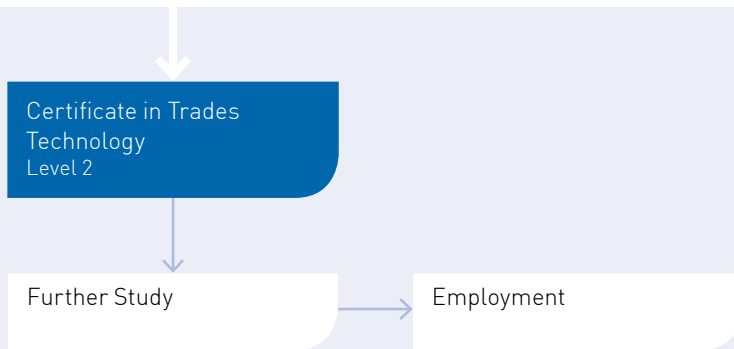 Certificate in Trades
Technology
Level 2
Further Study
Employment